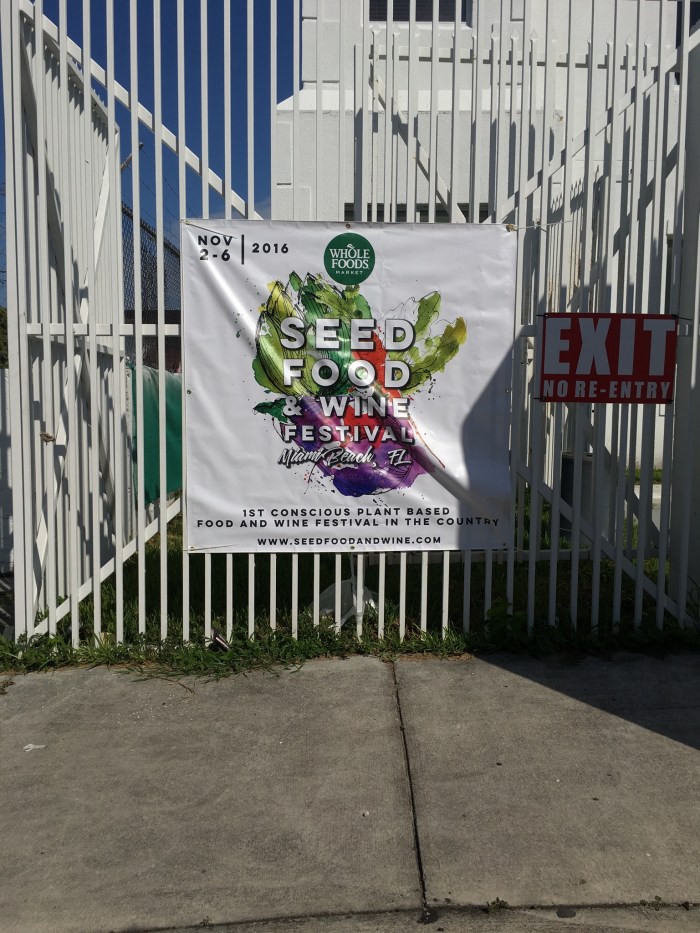 NOV
2-6
2016
WHOLE
FOODS
MARKET
SEED
FOOD
& WINE
FESTIVAL
Miami Beach, FL
1ST CONSCIOUS PLANT BASED
FOOD AND WINE FESTIVAL IN THE COUNTRY
WWW.SEEDFOODANDWINE.COM
EXIT
NO RE-ENTRY